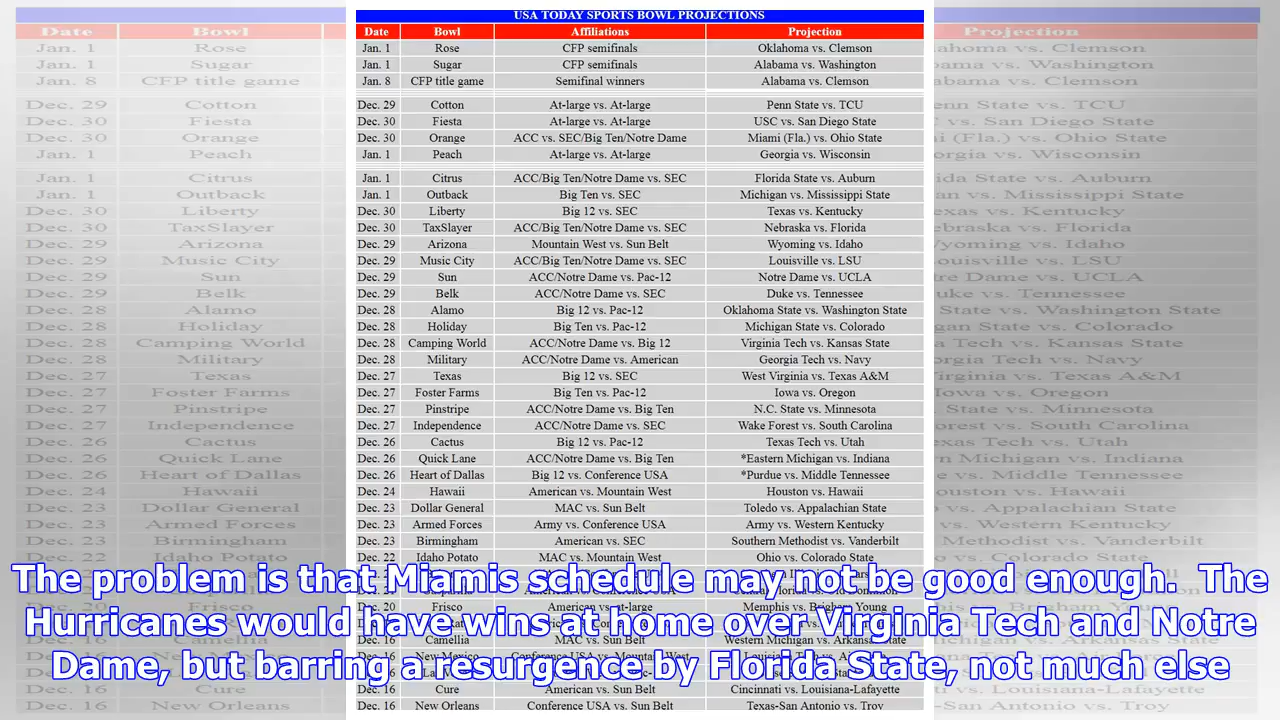 USA TODAY SPORTS BOWL PROJECTIONS
Date Bowl Affiliations Projection
Jan. 1 Rose CFP semifinals Oklahoma vs. Clemson
Jan. 1 Sugar CFP semifinals Alabama vs. Washington
Jan. 8 CFP title game Semifinal winners Alabama vs. Clemson
Dec. 29 Cotton At-large vs. At-large Penn State vs. TCU
Dec. 30 Fiesta At-large vs. At-large USC vs. San Diego State
Dec. 30 Orange ACC vs. SEC/Big Ten/Notre Dame Miami (Fla.) vs. Ohio State
Jan. 1 Peach At-large vs. At-large Georgia vs. Wisconsin
Jan. 1 Citrus ACC/Big Ten/Notre Dame vs. SEC Florida State vs. Auburn
Jan. 1 Outback Big Ten vs. SEC Michigan vs. Mississippi State
Dec. 30 Liberty Big 12 vs. SEC Texas vs. Kentucky
Dec. 30 TaxSlayer ACC/Big Ten/Notre Dame vs. SEC Nebraska vs. Florida
Dec. 29 Arizona Mountain West vs. Sun Belt Wyoming vs. Idaho
Dec. 29 Music City ACC/Big Ten/Notre Dame vs. SEC Louisville vs. LSU
Dec. 29 Sun ACC/Notre Dame vs. Pac-12 Notre Dame vs. UCLA
Dec. 29 Belk ACC/Notre Dame vs. SEC Duke vs. Tennessee
Dec. 28 Alamo Big 12 vs. Pac-12 Oklahoma State vs. Washington State
Dec. 28 Holiday Big Ten vs. Pac-12 Michigan State vs. Colorado
Dec. 28 Camping World ACC/Notre Dame vs. Big 12 Virginia Tech vs. Kansas State
Dec. 28 Military ACC/Notre Dame vs. American Georgia Tech vs. Navy
Dec. 27 Texas Big 12 vs. SEC West Virginia vs. Texas A&M
Dec. 27 Foster Farms Big Ten vs. Pac-12 Iowa vs. Oregon
Dec. 27 Pinstripe ACC/Notre Dame vs. Big Ten N.C. State vs. Minnesota
Dec. 27 Independence ACC/Notre Dame vs. SEC Wake Forest vs. South Carolina
Dec. 26 Cactus Big 12 vs. Pac-12 Texas Tech vs. Utah
Dec. 26 Quick Lane ACC/Notre Dame vs. Big Ten *Eastern Michigan vs. Indiana
Dec. 26 Heart of Dallas Big 12 vs. Conference USA *Purdue vs. Middle Tennessee
Dec. 24 Hawaii American vs. Mountain West Houston vs. Hawaii
Dec. 23 Dollar General MAC vs. Sun Belt Toledo vs. Appalachian State
Dec. 23 Armed Forces Army vs. Conference USA Army vs. Western Kentucky
Dec. 23 Birmingham American vs. SEC Southern Methodist vs. Vanderbilt
Dec. 22 Idaho Potato MAC vs. Mountain West Ohio vs. Colorado State
The problem is that Miamis schedule may not be good enough. The
Dec. 20 Frisco American vs. at-large Memphis vs. Brigham Young
Hurricanes would have wins at home over Virginia Tech and Notre
Camellia MAC vs. Sun Belt Western Michigan vs. Arkansas State
Dame, but barring a resurgence by Florida State, not much else
Dec. 16 Cure American vs. Sun Belt Cincinnati vs. Louisiana-Lafayette
Dec. 16 New Orleans Conference USA vs. Sun Belt Texas-San Antonio vs. Troy